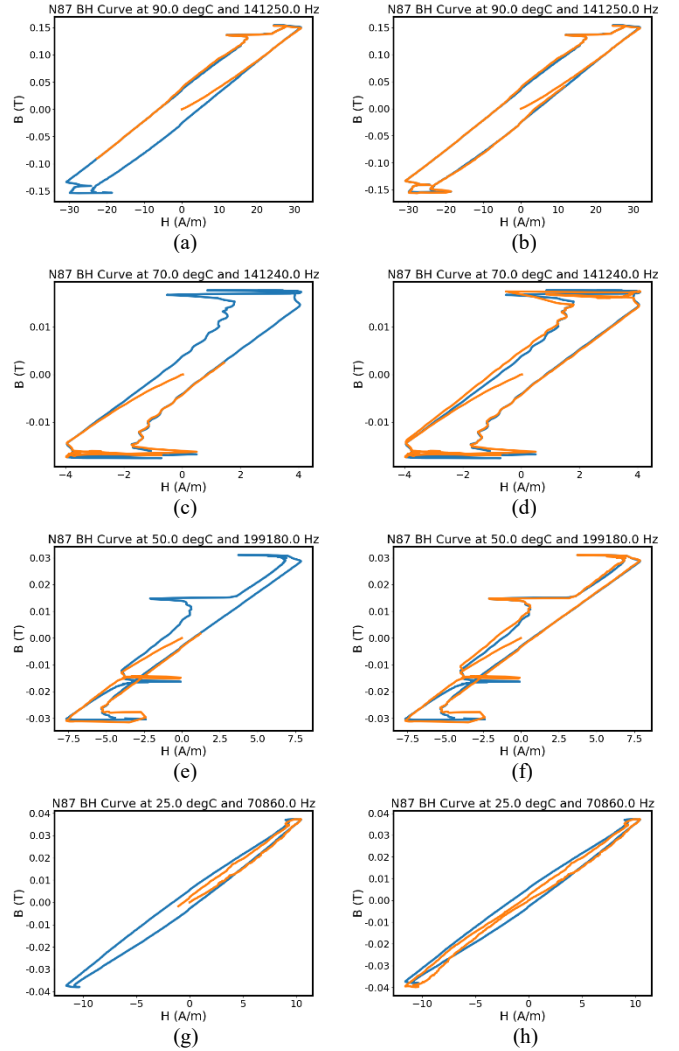 N87 BH Curve at 90.0 degC and 141250.0 Hz
B (T)
0.15
0.10
0.05
0.00
−0.05
−0.10
−0.15
−30 −20 −10 0 10 20 30
H (A/m)
(a)
N87 BH Curve at 90.0 degC and 141250.0 Hz
B (T)
0.15
0.10
0.05
0.00
−0.05
−0.10
−0.15
−30 −20 −10 0 10 20 30
H (A/m)
(b)
N87 BH Curve at 70.0 degC and 141240.0 Hz
B (T)
0.01
0.00
−0.01
−4 −2 0 2 4
H (A/m)
(c)
N87 BH Curve at 70.0 degC and 141240.0 Hz
B (T)
0.01
0.00
−0.01
−4 −2 0 2 4
H (A/m)
(d)
N87 BH Curve at 50.0 degC and 199180.0 Hz
B (T)
0.03
0.02
0.01
0.00
−0.01
−0.02
−0.03
−7.5 −5.0 −2.5 0.0 2.5 5.0 7.5
H (A/m)
(e)
N87 BH Curve at 50.0 degC and 199180.0 Hz
B (T)
0.03
0.02
0.01
0.00
−0.01
−0.02
−0.03
−7.5 −5.0 −2.5 0.0 2.5 5.0 7.5
H (A/m)
(f)
N87 BH Curve at 25.0 degC and 70860.0 Hz
B (T)
0.04
0.03
0.02
0.01
0.00
−0.01
−0.02
−0.03
−0.04
−10 −5 0 5 10
H (A/m)
(g)
N87 BH Curve at 25.0 degC and 70860.0 Hz
B (T)
0.04
0.03
0.02
0.01
0.00
−0.01
−0.02
−0.03
−0.04
−10 −5 0 5 10
H (A/m)
(h)